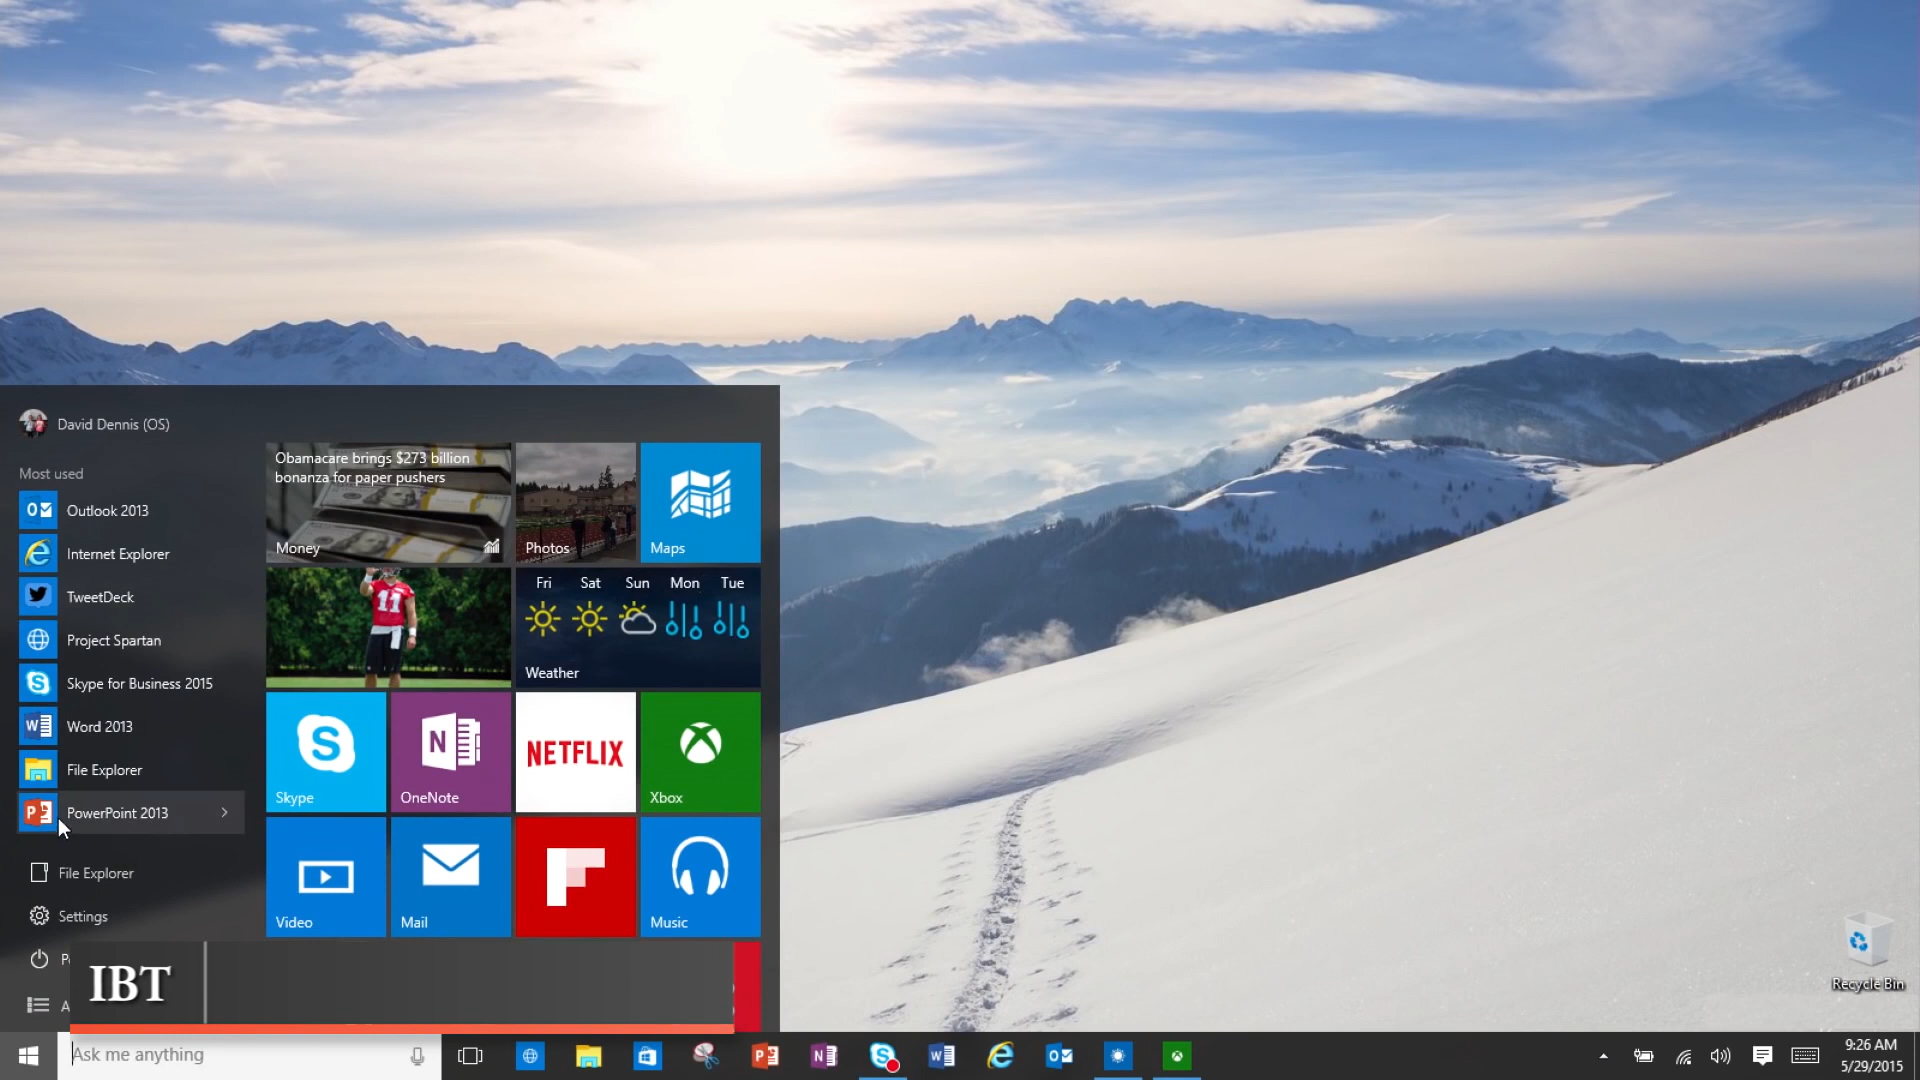 David Dennis (OS)
Most used
Outlook 2013
Internet Explorer
TweetDeck
Project Spartan
Skype for Business 2015
Word 2013
File Explorer
PowerPoint 2013
File Explorer
Settings
Obamacare brings $273 billion
bonanza for paper pushers
Money
Photos
Maps
11
Fri Sat Sun Mon Tue
Weather
Skype
OneNote
NETFLIX
Xbox
Video
Mail
Music
IBT
Recycle Bin
Ask me anything
9:26 AM
5/29/2015